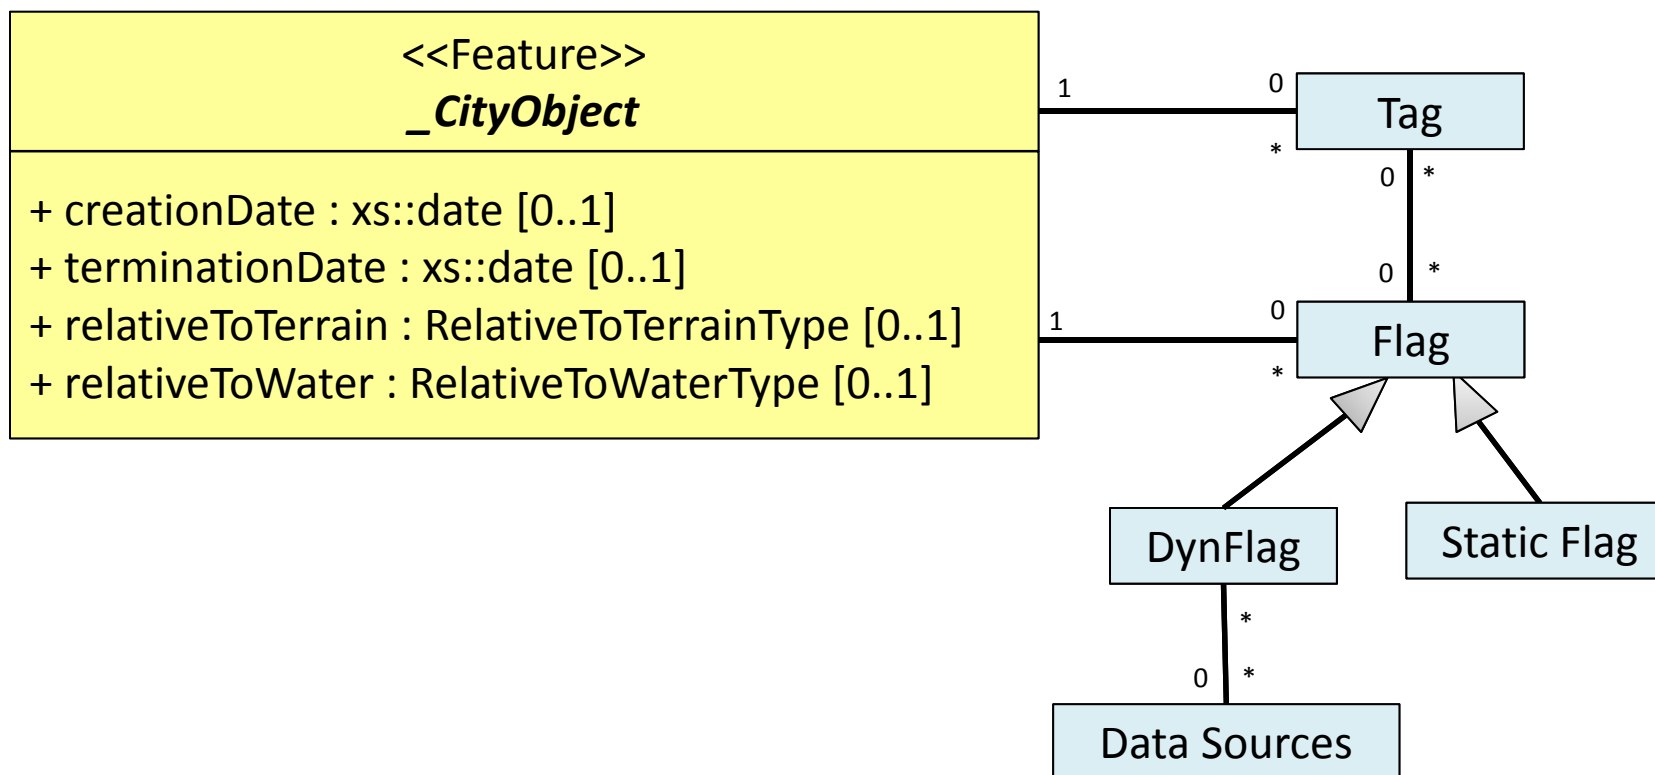 <<Feature>>
_CityObject
+ creationDate : xs::date [0..1]
+ terminationDate : xs::date [0..1]
+ relativeToTerrain : RelativeToTerrainType [0..1]
+ relativeToWater : RelativeToWaterType [0..1]
1
0
*
Tag
0 *
0 *
1
0
*
Flag
DynFlag
Static Flag
*
0 *
Data Sources